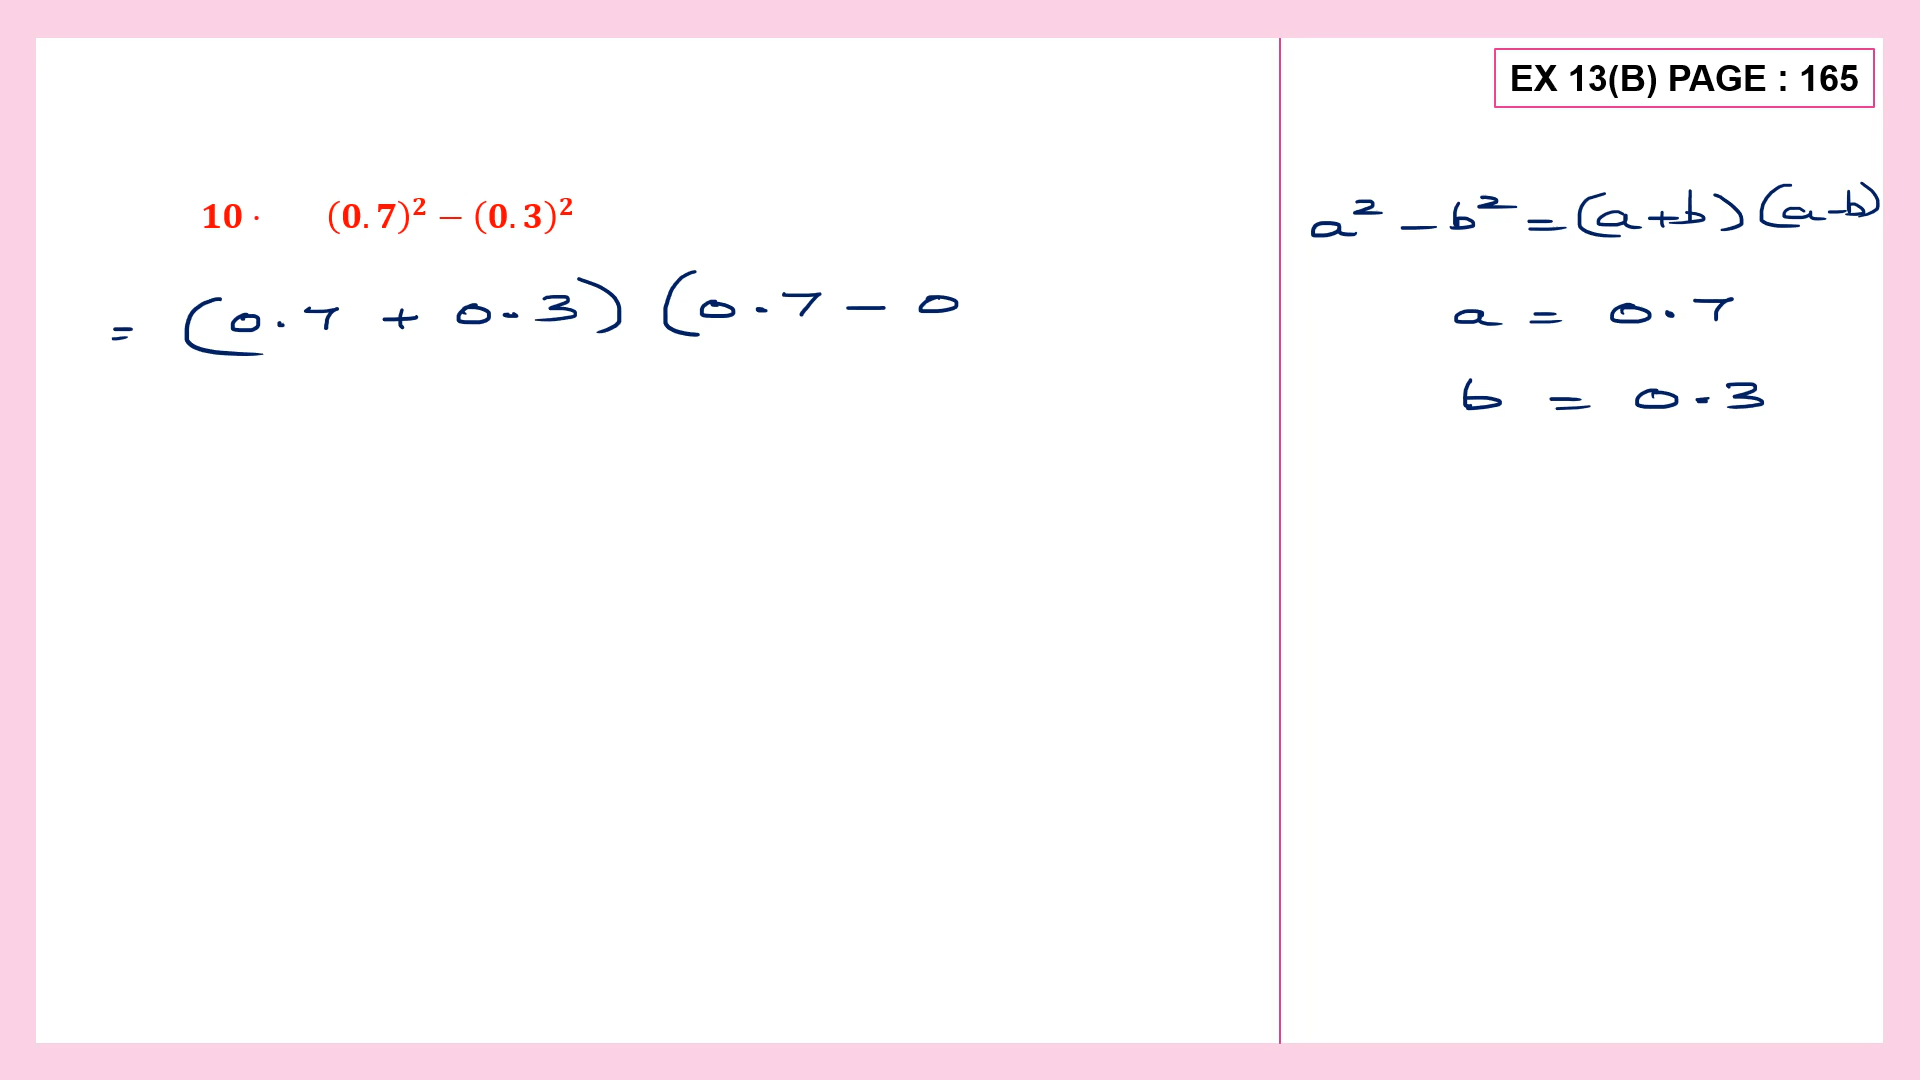 EX 13(B) PAGE : 165
10 · (0.7)² − (0.3)²
= (0.7 + 0.3) (0.7 − 0
a² − b² = (a+b) (a−b)
a = 0.7
b = 0.3